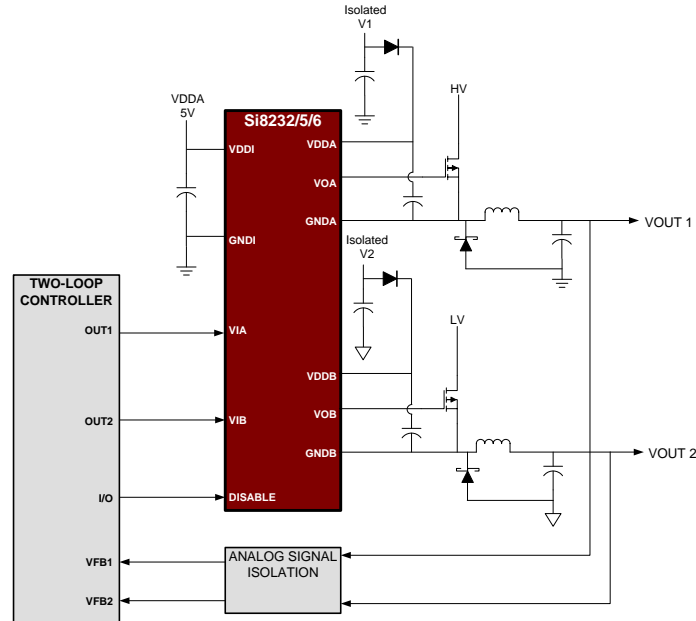 Isolated
V1
VDDA
5V
HV
Si8232/5/6
VDDI
VDDA
VOA
GNDA
VOUT 1
GNDI
Isolated
V2
TWO-LOOP
CONTROLLER
OUT1
VIA
LV
VDDB
OUT2
VIB
VOB
GNDB
VOUT 2
I/O
DISABLE
VFB1
ANALOG SIGNAL
ISOLATION
VFB2